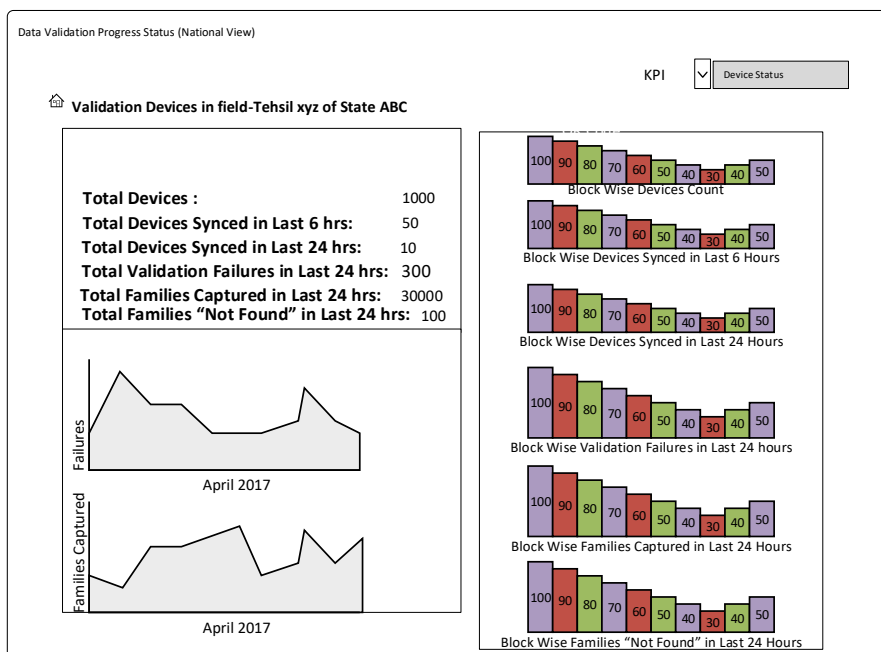 Data Validation Progress Status (National View)
KPI
Device Status
Validation Devices in field-Tehsil xyz of State ABC
Total Devices : 1000
Total Devices Synced in Last 6 hrs: 50
Total Devices Synced in Last 24 hrs: 10
Total Validation Failures in Last 24 hrs: 300
Total Families Captured in Last 24 hrs: 30000
Total Families “Not Found” in Last 24 hrs: 100
Failures
April 2017
Families Captured
April 2017
100 90 80 70 60 50 40 30 40 50
Block Wise Devices Count
100 90 80 70 60 50 40 30 40 50
Block Wise Devices Synced in Last 6 Hours
100 90 80 70 60 50 40 30 40 50
Block Wise Devices Synced in Last 24 Hours
100 90 80 70 60 50 40 30 40 50
Block Wise Validation Failures in Last 24 hours
100 90 80 70 60 50 40 30 40 50
Block Wise Families Captured in Last 24 Hours
100 90 80 70 60 50 40 30 40 50
Block Wise Families “Not Found” in Last 24 Hours